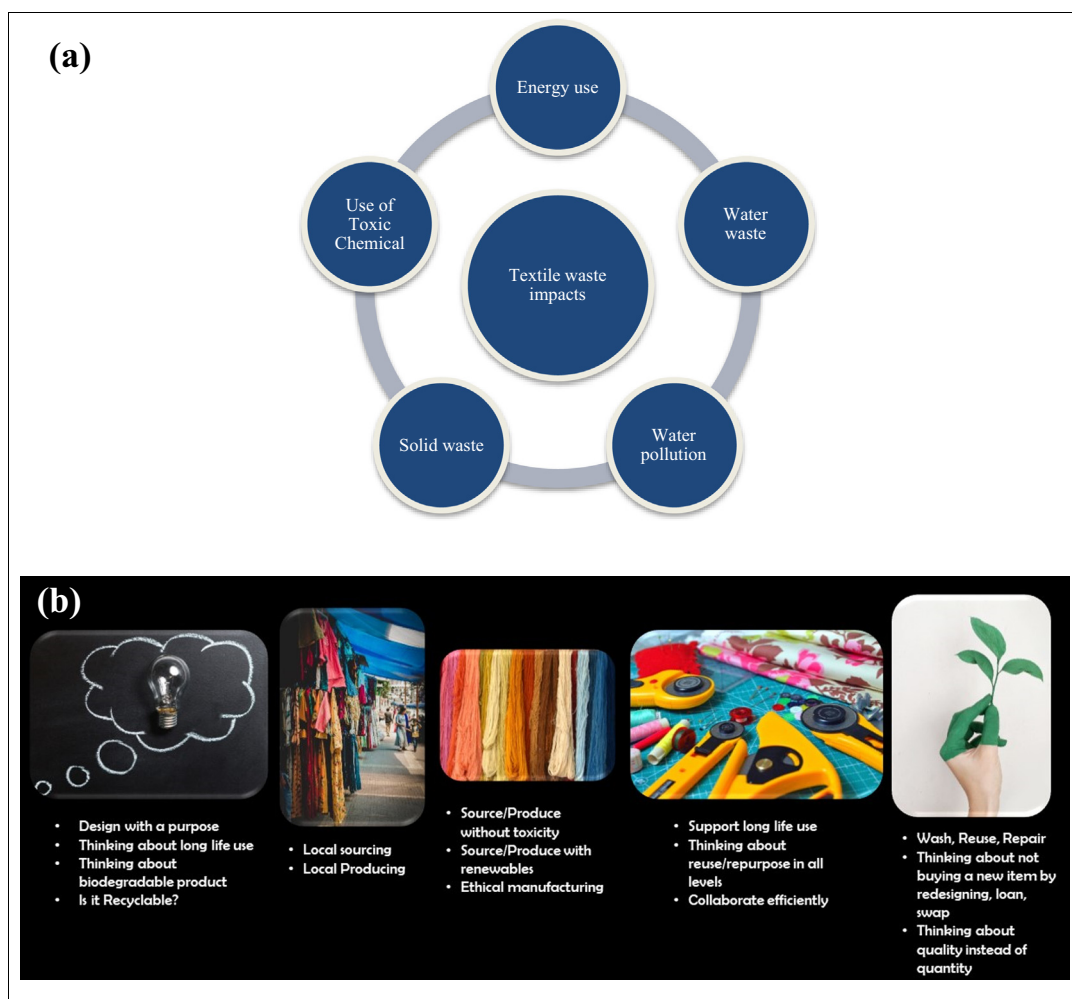 (a)
Energy use
Use of
Toxic
Chemical
Water
waste
Textile waste
impacts
Solid waste
Water
pollution
(b)
• Design with a purpose
• Thinking about long life use
• Thinking about
biodegradable product
• Is it Recyclable?
• Local sourcing
• Local Producing
• Source/Produce
without toxicity
• Source/Produce with
renewables
• Ethical manufacturing
• Support long life use
• Thinking about
reuse/repurpose in all
levels
• Collaborate efficiently
• Wash, Reuse, Repair
• Thinking about not
buying a new item by
redesigning, loan,
swap
• Thinking about
quality instead of
quantity